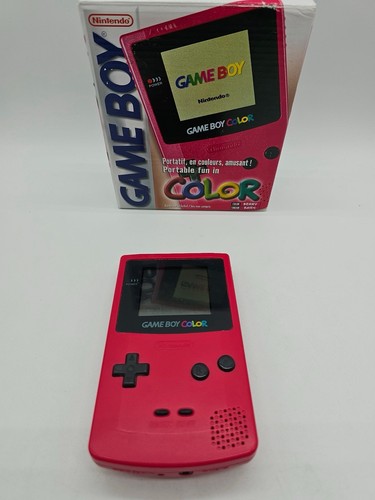 Nintendo
GAME BOY
POWER
GAME BOY
Nintendo
GAME BOY COLOR
Portatif, en couleurs, amusant!
Portable fun in
COLOR
GAME BOY COLOR